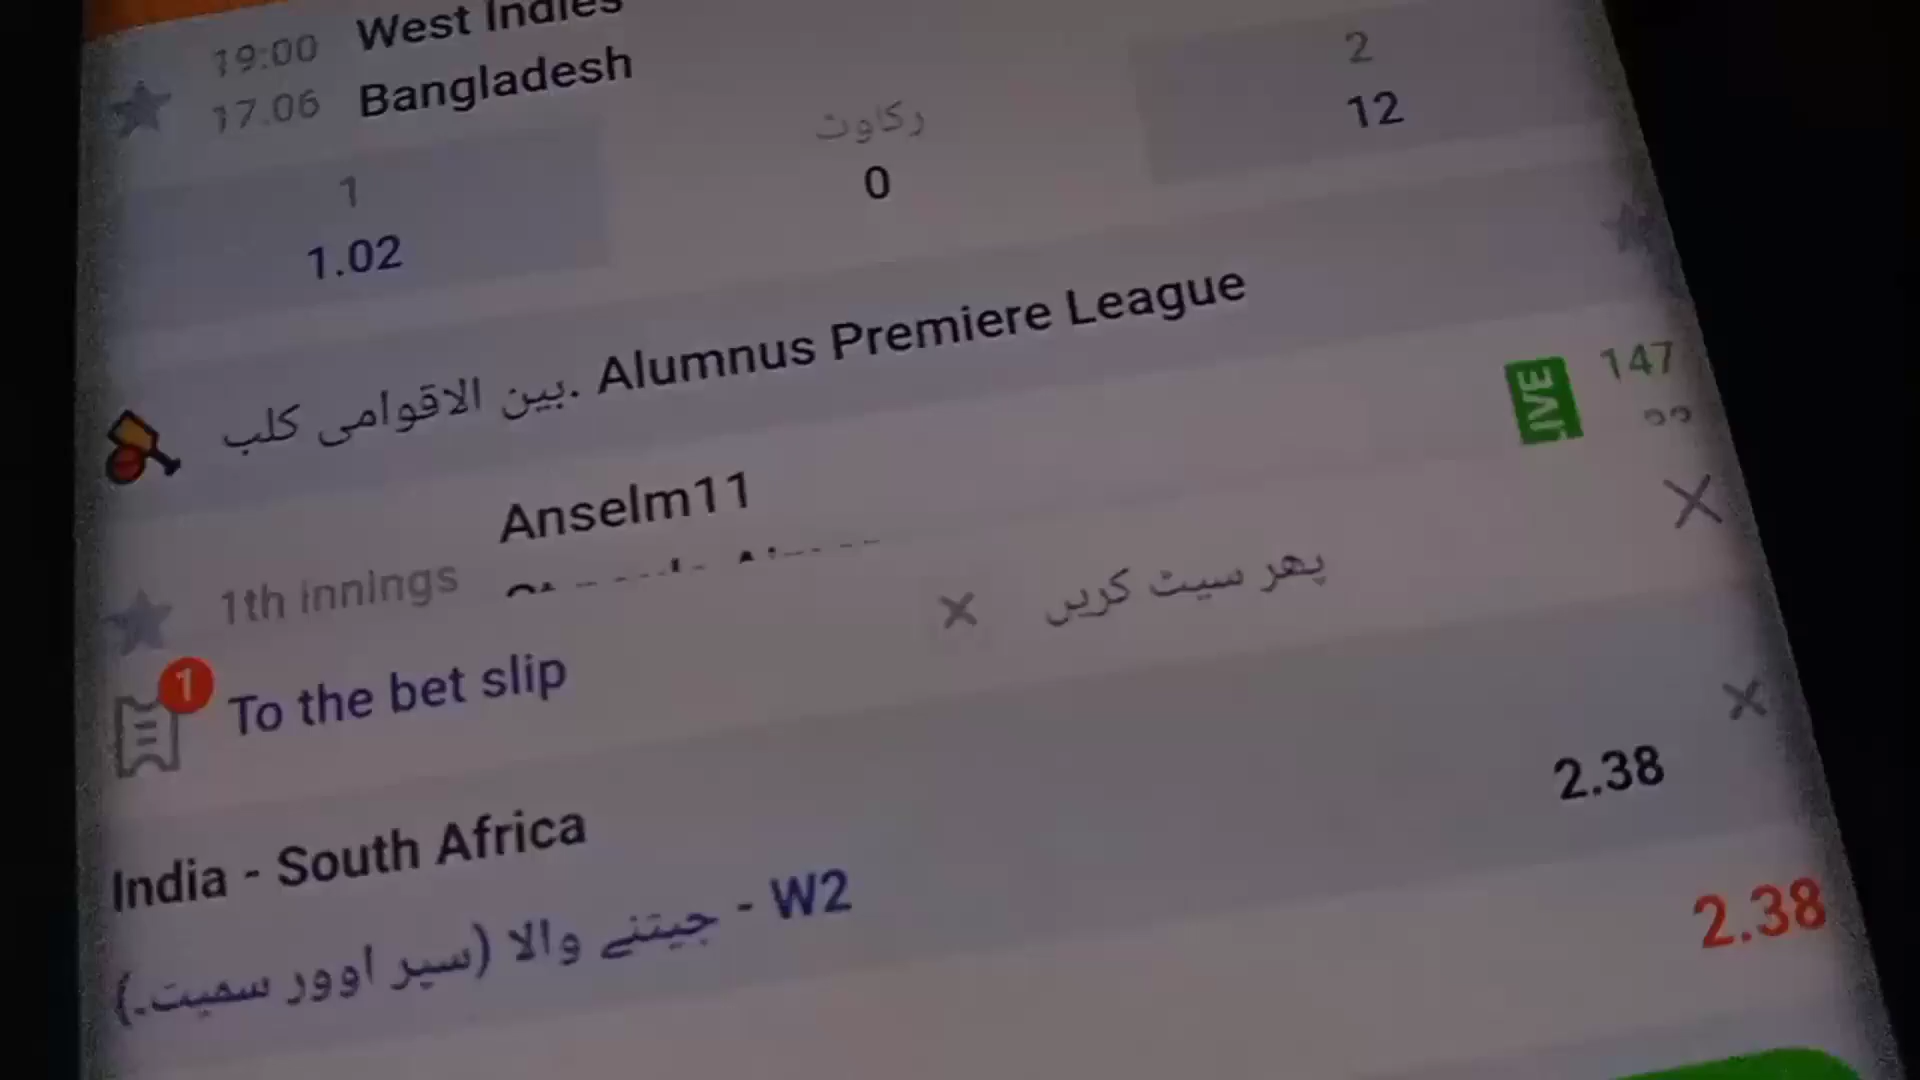 19:00 West Indies
17.06 Bangladesh
1
1.02
رکاوٹ
0
2
12
بین الاقوامی کلب. Alumnus Premiere League
Anselm11
LIVE
147
1th innings
1
To the bet slip
پھر سیٹ کریں
India - South Africa
2.38
جیتنے والا (سپر اوور سمیت۔) - W2
2.38